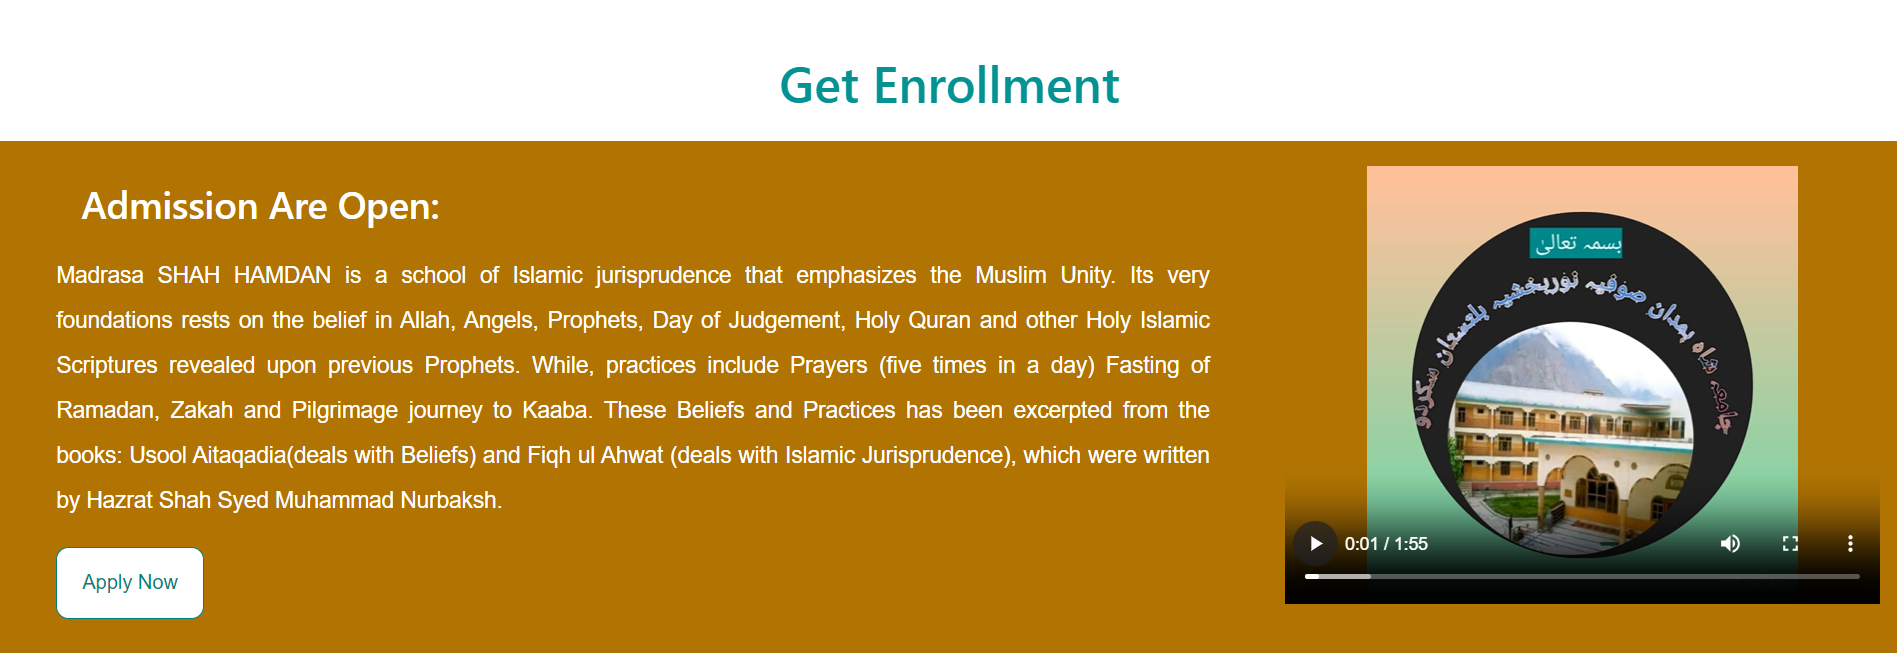 Get Enrollment
Admission Are Open:
Madrasa SHAH HAMDAN is a school of Islamic jurisprudence that emphasizes the Muslim Unity. Its very
foundations rests on the belief in Allah, Angels, Prophets, Day of Judgement, Holy Quran and other Holy Islamic
Scriptures revealed upon previous Prophets. While, practices include Prayers (five times in a day) Fasting of
Ramadan, Zakah and Pilgrimage journey to Kaaba. These Beliefs and Practices has been excerpted from the
books: Usool Aitaqadia(deals with Beliefs) and Fiqh ul Ahwat (deals with Islamic Jurisprudence), which were written
by Hazrat Shah Syed Muhammad Nurbaksh.
Apply Now
بسمہ تعالیٰ
جامعہ شاہ ہمدان صوفیہ نوربخشیہ بلتستان سکردو
0:01 / 1:55